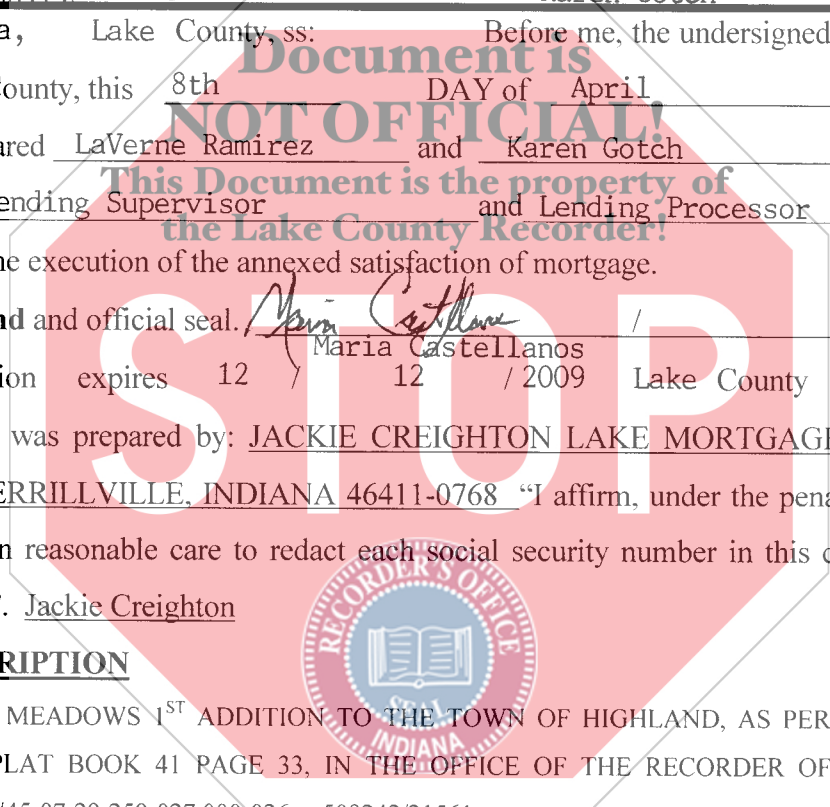 a, Lake County, ss: Before me, the undersigned
Document is
ounty, this 8th DAY of April
NOT OFFICIAL!
ared LaVerne Ramirez and Karen Gotch
This Document is the property of
ending Supervisor and Lending Processor
the Lake County Recorder!
ne execution of the annexed satisfaction of mortgage.
nd and official seal. Maria Castellanos /
Maria Castellanos
ion expires 12 / 12 / 2009 Lake County
STOP
was prepared by: JACKIE CREIGHTON LAKE MORTGAGE
ERRILLVILLE, INDIANA 46411-0768 “I affirm, under the pena
n reasonable care to redact each social security number in this
. Jackie Creighton
RECORDER'S OFFICE
SEAL
INDIANA
RIPTION
MEADOWS 1ST ADDITION TO THE TOWN OF HIGHLAND, AS PER
PLAT BOOK 41 PAGE 33, IN THE OFFICE OF THE RECORDER OF